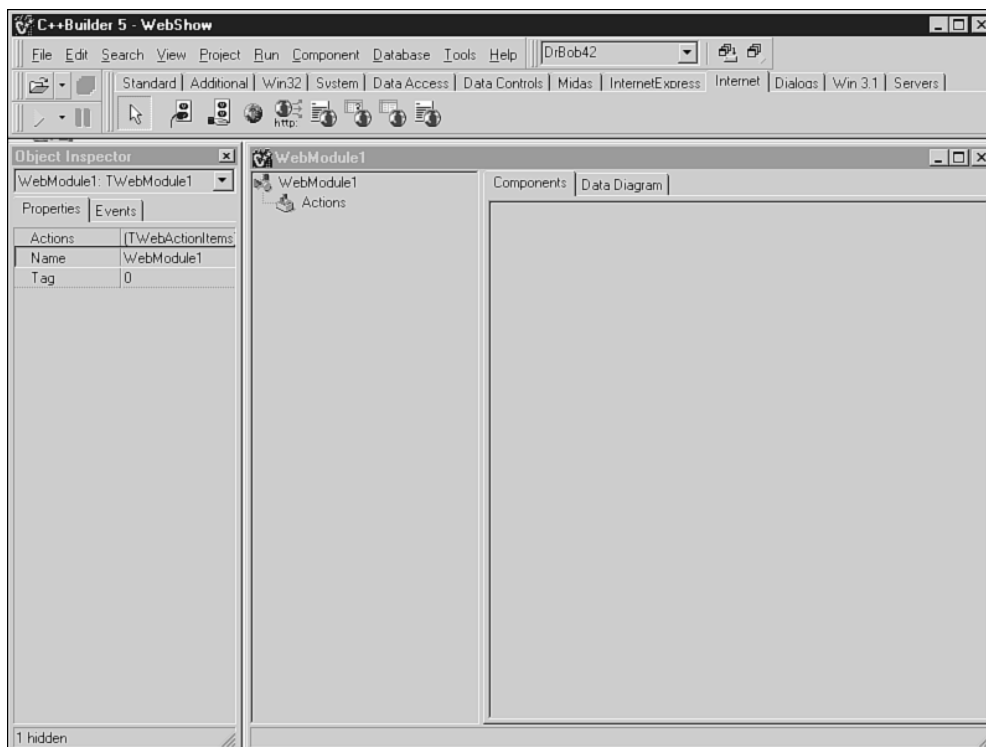 C++Builder 5 - WebShow
File Edit Search View Project Run Component Database Tools Help DrBob42
Standard Additional Win32 System Data Access Data Controls Midas InternetExpress Internet Dialogs Win 3.1 Servers
http:
Object Inspector
WebModule1: TWebModule1
Properties Events
Actions (TWebActionItems
Name WebModule1
Tag 0
1 hidden
WebModule1
WebModule1
Actions
Components Data Diagram